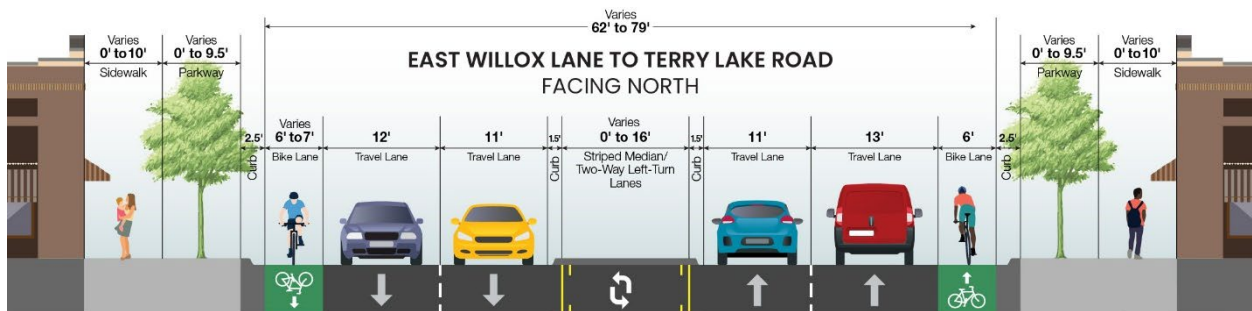 Varies
62' to 79'
EAST WILLOX LANE TO TERRY LAKE ROAD
FACING NORTH
Varies
0' to 10'
Sidewalk
Varies
0' to 9.5'
Parkway
2.5'
Curb
Varies
6' to 7'
Bike Lane
12'
Travel Lane
11'
Travel Lane
1.5'
Curb
Varies
0' to 16'
Striped Median/
Two-Way Left-Turn
Lanes
1.5'
Curb
11'
Travel Lane
13'
Travel Lane
6'
Bike Lane
2.5'
Curb
Varies
0' to 9.5'
Parkway
Varies
0' to 10'
Sidewalk